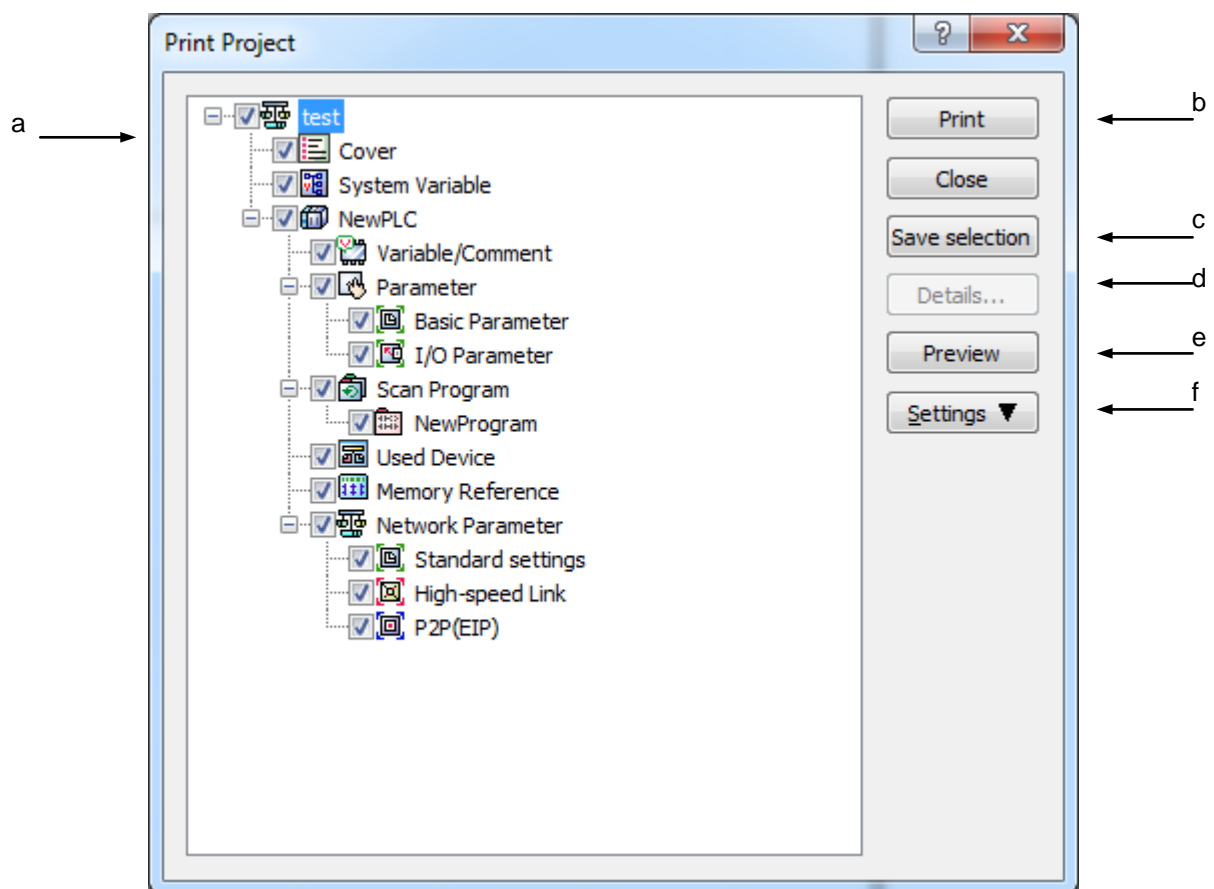 Print Project
a
test
Cover
System Variable
NewPLC
Variable/Comment
Parameter
Basic Parameter
I/O Parameter
Scan Program
NewProgram
Used Device
Memory Reference
Network Parameter
Standard settings
High-speed Link
P2P(EIP)
Print
b
Close
Save selection
c
Details...
d
Preview
e
Settings ▼
f